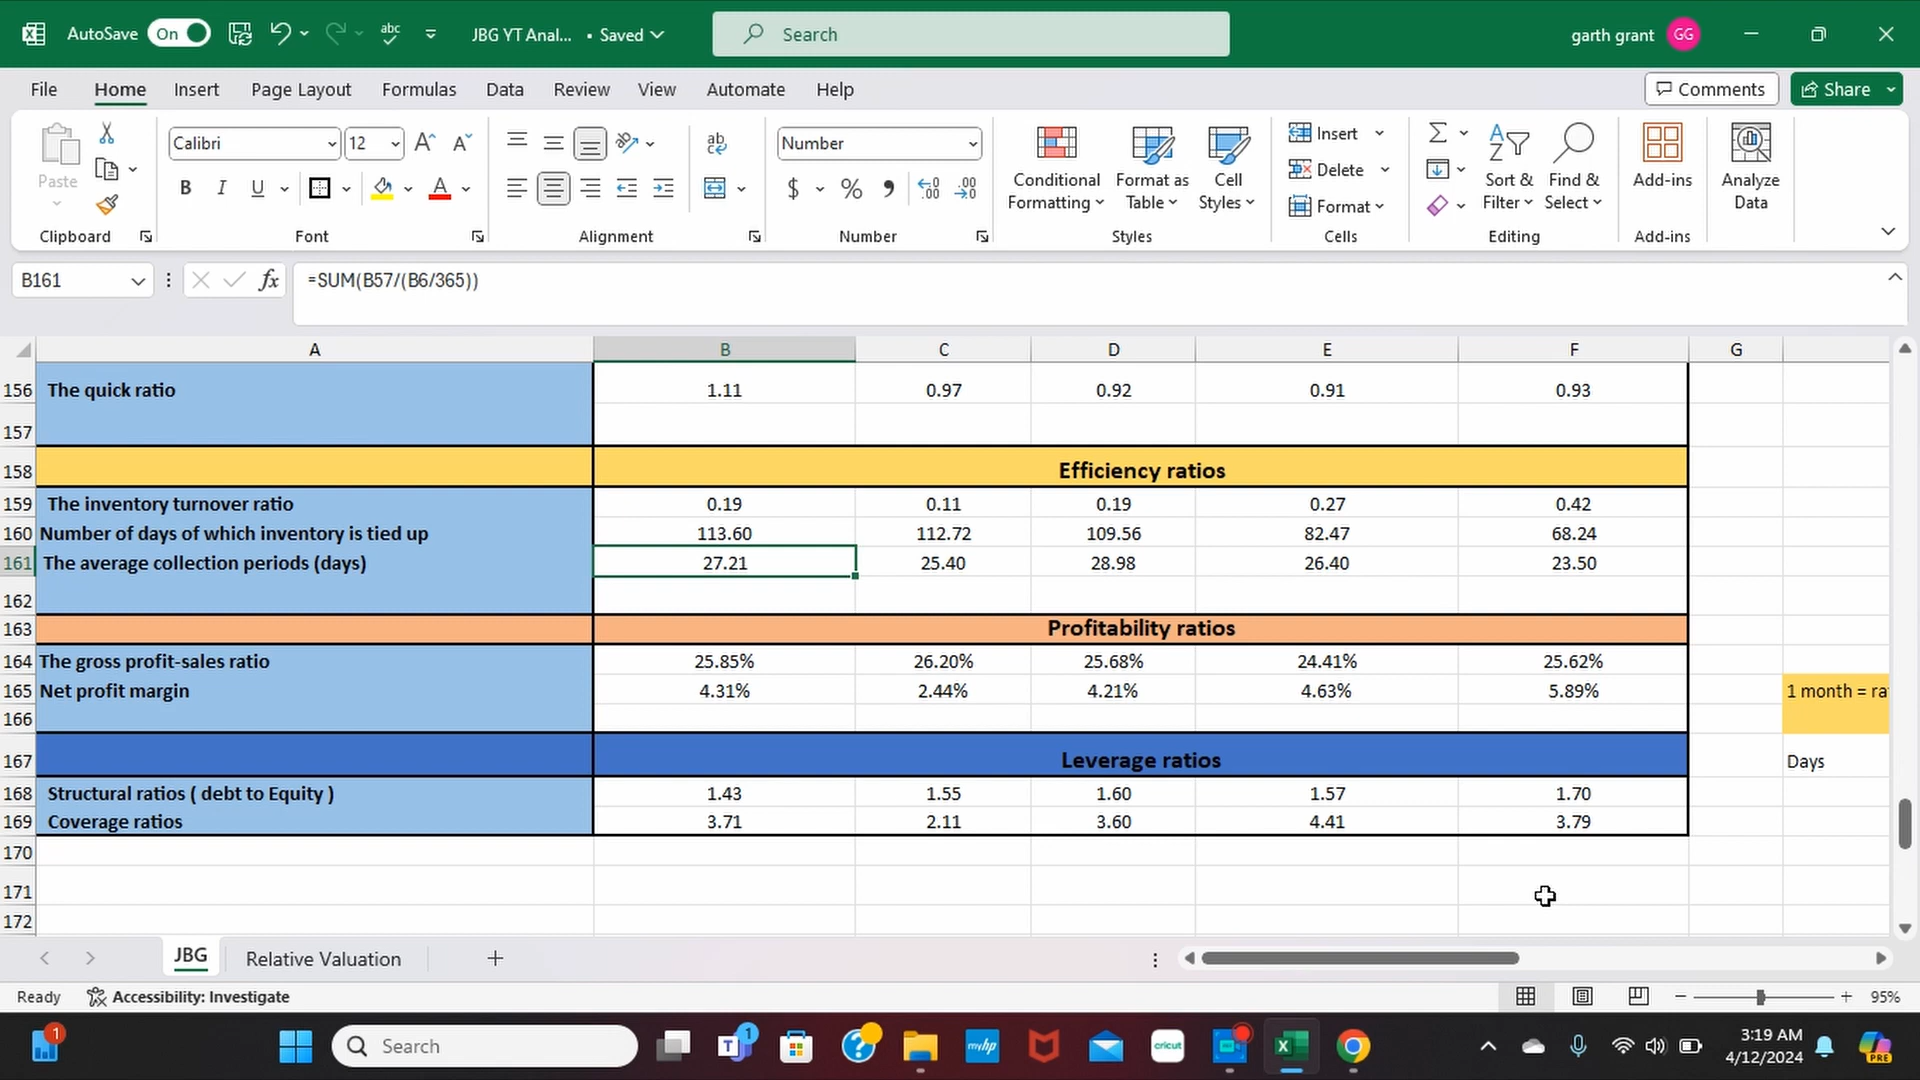 AutoSave On abc JBG YT Anal... • Saved Search garth grant GG
File Home Insert Page Layout Formulas Data Review View Automate Help Comments Share
Paste Calibri 12 A A ab Number Conditional Formatting Format as Table Cell Styles Insert Delete Format Sort & Filter Find & Select Add-ins Analyze Data
B I U A $ % 9 .00 .00
Clipboard Font Alignment Number Styles Cells Editing Add-ins
B161 fx =SUM(B57/(B6/365))
A B C D E F G
156 The quick ratio 1.11 0.97 0.92 0.91 0.93
157
158 Efficiency ratios
159 The inventory turnover ratio 0.19 0.11 0.19 0.27 0.42
160 Number of days of which inventory is tied up 113.60 112.72 109.56 82.47 68.24
161 The average collection periods (days) 27.21 25.40 28.98 26.40 23.50
162
163 Profitability ratios
164 The gross profit-sales ratio 25.85% 26.20% 25.68% 24.41% 25.62%
165 Net profit margin 4.31% 2.44% 4.21% 4.63% 5.89% 1 month = ra
166
167 Leverage ratios Days
168 Structural ratios ( debt to Equity ) 1.43 1.55 1.60 1.57 1.70
169 Coverage ratios 3.71 2.11 3.60 4.41 3.79
170
171
172
JBG Relative Valuation +
Ready Accessibility: Investigate 95%
1 Search T 1 ? myhp cricut 3:19 AM PRE
4/12/2024